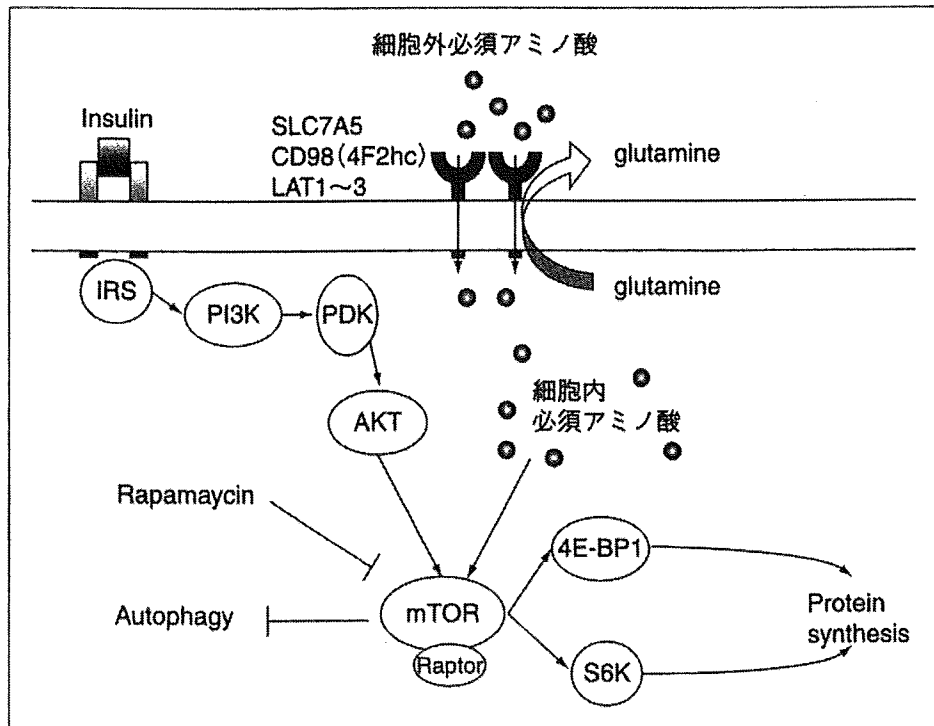 細胞外必須アミノ酸
Insulin
SLC7A5
CD98(4F2hc)
LAT1～3
glutamine
glutamine
IRS
PI3K
PDK
AKT
細胞内
必須アミノ酸
Rapamaycin
4E-BP1
Autophagy
mTOR
Protein
synthesis
Raptor
S6K